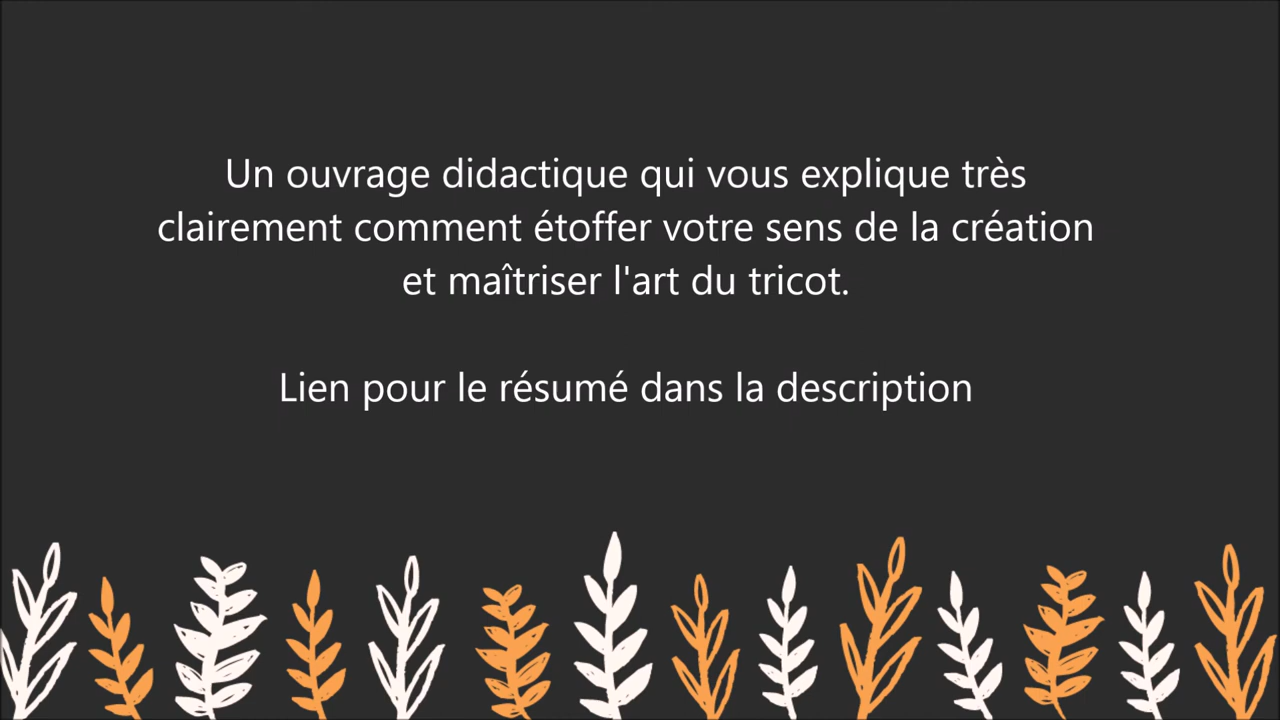 Un ouvrage didactique qui vous explique très
clairement comment étoffer votre sens de la création
et maîtriser l'art du tricot.
Lien pour le résumé dans la description